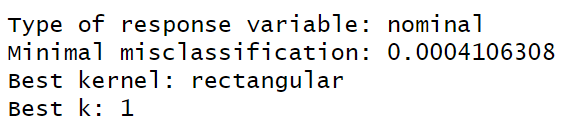 Type of response variable: nominal
Minimal misclassification: 0.0004106308
Best kernel: rectangular
Best k: 1